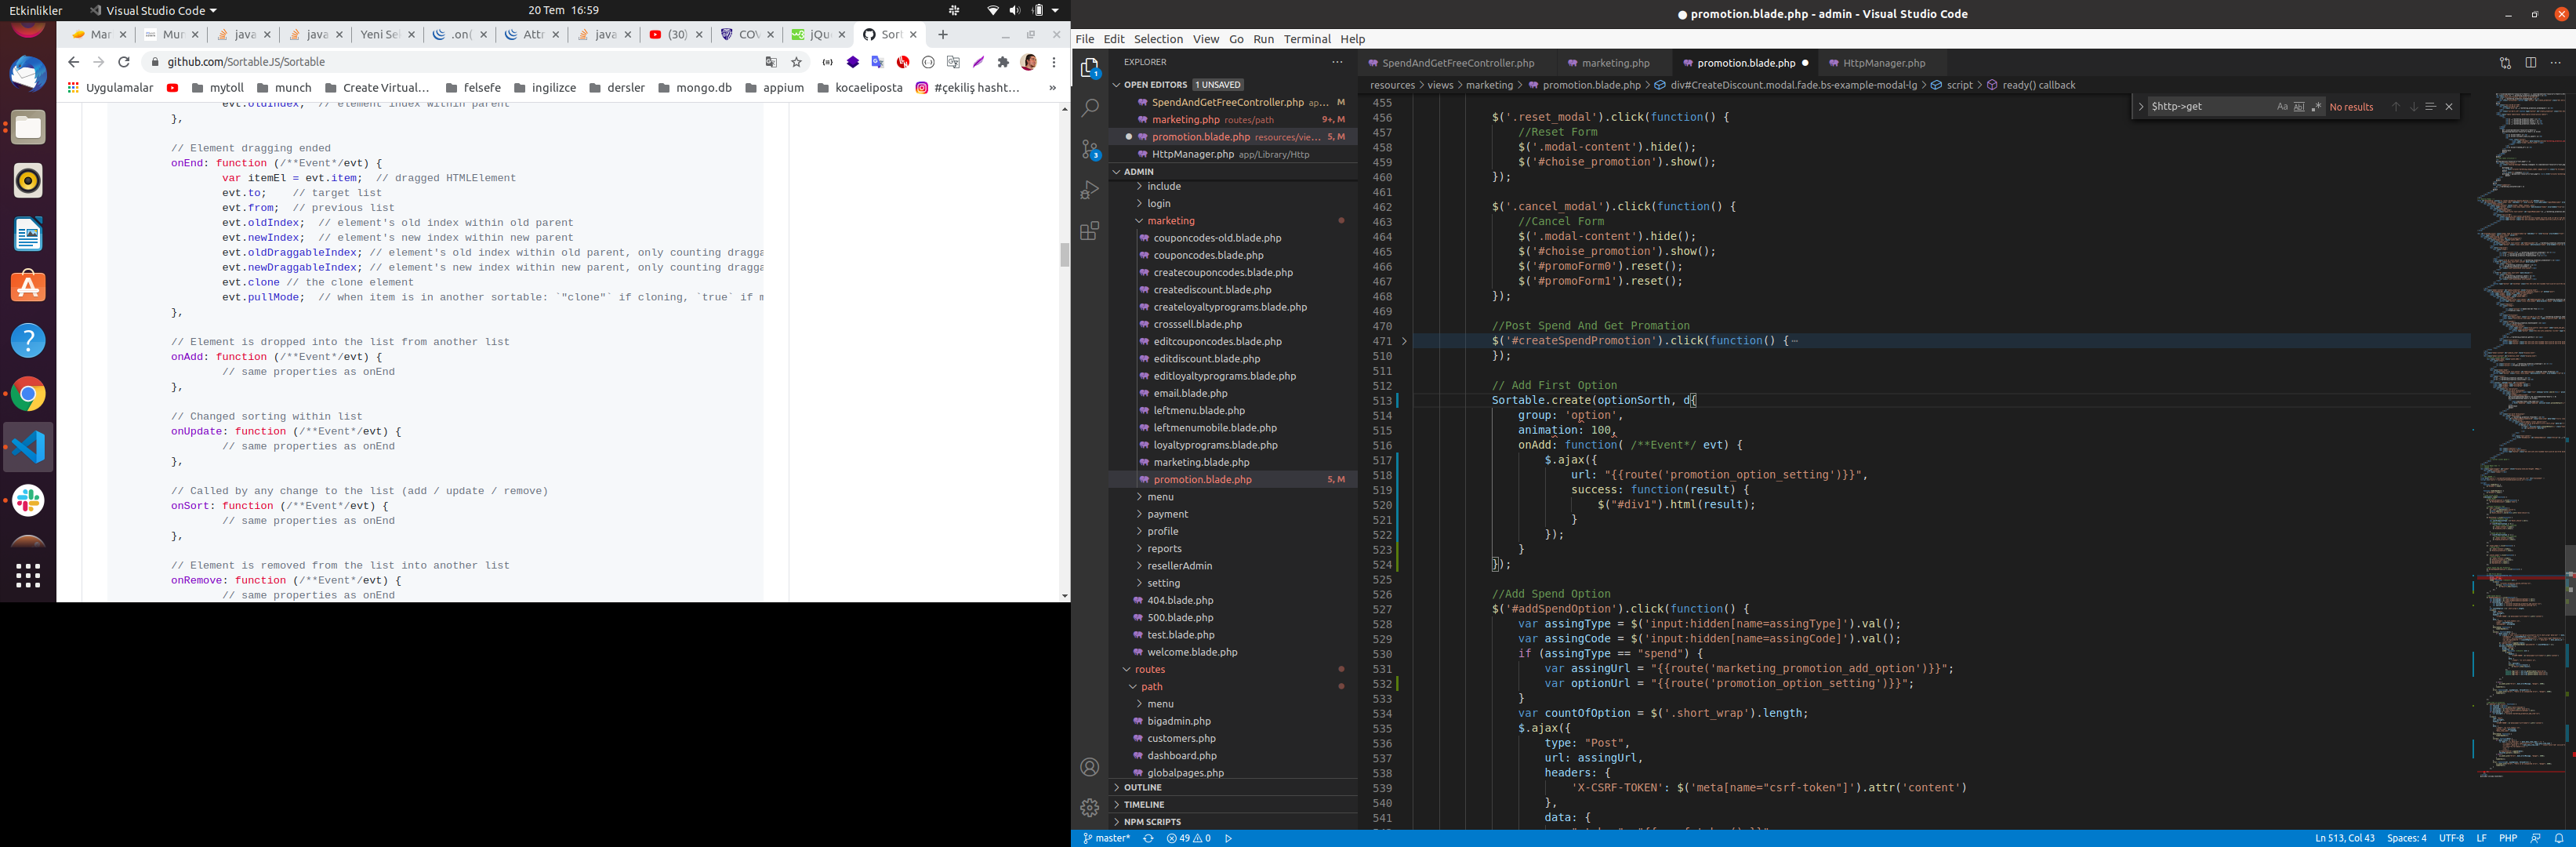 Etkinlikler
Visual Studio Code
20 Tem 16:59
Mar
Mur
java
java
Yeni Sek
.on(
Attr
java
(30)
COV
jQue
Sort
github.com/SortableJS/Sortable
Uygulamalar
mytoll
munch
Create Virtual…
felsefe
ingilizce
dersler
mongo.db
appium
kocaeliposta
#çekiliş hasht…
»
evt.oldIndex;  // element index within parent
},
// Element dragging ended
onEnd: function (/**Event*/evt) {
var itemEl = evt.item;  // dragged HTMLElement
evt.to;    // target list
evt.from;  // previous list
evt.oldIndex;  // element's old index within old parent
evt.newIndex;  // element's new index within new parent
evt.oldDraggableIndex; // element's old index within old parent, only counting dragga
evt.newDraggableIndex; // element's new index within new parent, only counting dragga
evt.clone // the clone element
evt.pullMode;  // when item is in another sortable: `"clone"` if cloning, `true` if m
},
// Element is dropped into the list from another list
onAdd: function (/**Event*/evt) {
// same properties as onEnd
},
// Changed sorting within list
onUpdate: function (/**Event*/evt) {
// same properties as onEnd
},
// Called by any change to the list (add / update / remove)
onSort: function (/**Event*/evt) {
// same properties as onEnd
},
// Element is removed from the list into another list
onRemove: function (/**Event*/evt) {
// same properties as onEnd
● promotion.blade.php - admin - Visual Studio Code
File Edit Selection View Go Run Terminal Help
EXPLORER
OPEN EDITORS 1 UNSAVED
SpendAndGetFreeController.php ap... M
marketing.php routes/path 9+, M
promotion.blade.php resources/vie... 5, M
HttpManager.php app/Library/Http
ADMIN
include
login
marketing
couponcodes-old.blade.php
couponcodes.blade.php
createcouponcodes.blade.php
creatediscount.blade.php
createloyaltyprograms.blade.php
crosssell.blade.php
editcouponcodes.blade.php
editdiscount.blade.php
editloyaltyprograms.blade.php
email.blade.php
leftmenu.blade.php
leftmenumobile.blade.php
loyaltyprograms.blade.php
marketing.blade.php
promotion.blade.php 5, M
menu
payment
profile
reports
resellerAdmin
setting
404.blade.php
500.blade.php
test.blade.php
welcome.blade.php
routes
path
menu
bigadmin.php
customers.php
dashboard.php
globalpages.php
OUTLINE
TIMELINE
NPM SCRIPTS
SpendAndGetFreeController.php
marketing.php
promotion.blade.php
HttpManager.php
resources > views > marketing > promotion.blade.php > div#CreateDiscount.modal.fade.bs-example-modal-lg > script > ready() callback
$http->get
No results
455
456 $('.reset_modal').click(function() {
457 //Reset Form
458 $('.modal-content').hide();
459 $('#choise_promotion').show();
460 });
461
462 $('.cancel_modal').click(function() {
463 //Cancel Form
464 $('.modal-content').hide();
465 $('#choise_promotion').show();
466 $('#promoForm0').reset();
467 $('#promoForm1').reset();
468 });
469
470 //Post Spend And Get Promation
471 $('#createSpendPromotion').click(function() {⋯
510 });
511
512 // Add First Option
513 Sortable.create(optionSorth, d{
514 group: 'option',
515 animation: 100,
516 onAdd: function( /**Event*/ evt) {
517 $.ajax({
518 url: "{{route('promotion_option_setting')}}",
519 success: function(result) {
520 $("#div1").html(result);
521 }
522 });
523 }
524 });
525
526 //Add Spend Option
527 $('#addSpendOption').click(function() {
528 var assingType = $('input:hidden[name=assingType]').val();
529 var assingCode = $('input:hidden[name=assingCode]').val();
530 if (assingType == "spend") {
531 var assingUrl = "{{route('marketing_promotion_add_option')}}";
532 var optionUrl = "{{route('promotion_option_setting')}}";
533 }
534 var countOfOption = $('.short_wrap').length;
535 $.ajax({
536 type: "Post",
537 url: assingUrl,
538 headers: {
539 'X-CSRF-TOKEN': $('meta[name="csrf-token"]').attr('content')
540 },
541 data: {
master*
49
0
Ln 513, Col 43
Spaces: 4
UTF-8
LF
PHP